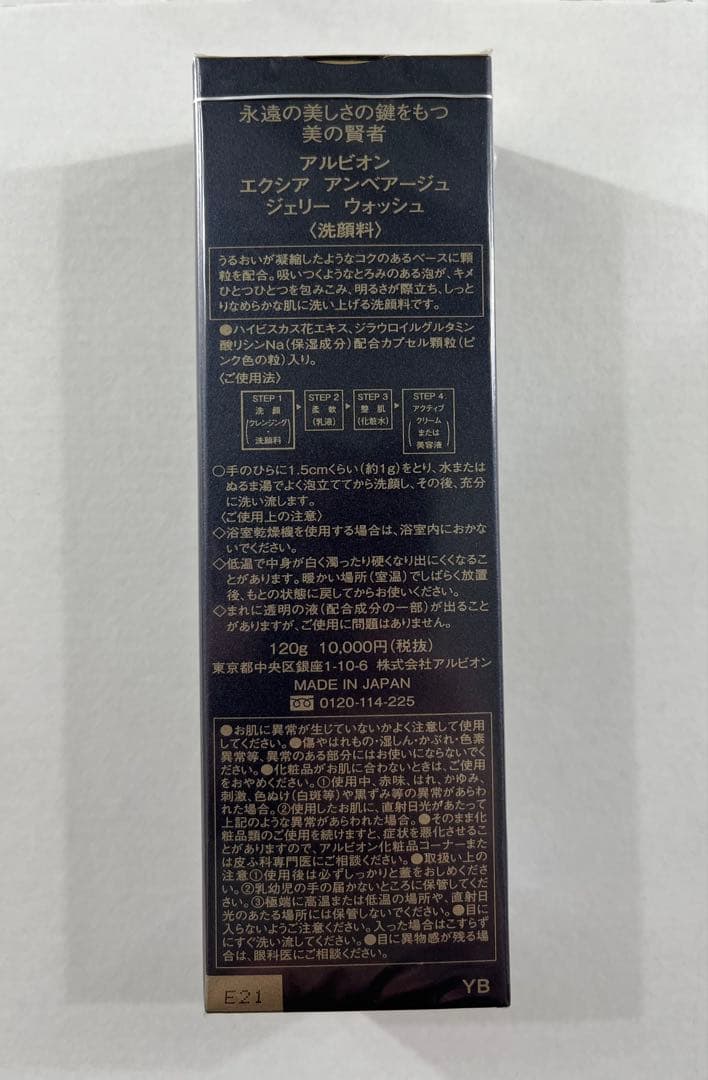 永遠の美しさの鍵をもつ
美の賢者
アルビオン
エクシア アンベアージュ
ジェリー ウォッシュ
〈洗顔料〉
うるおいが凝縮したようなコクのあるベースに顆
粒を配合。吸いつくようなとろみのある泡が、キメ
ひとつひとつを包みこみ、明るさが際立ち、しっと
りなめらかな肌に洗い上げる洗顔料です。
●ハイビスカス花エキス、ジラウロイルグルタミン
酸リシンNa(保湿成分)配合カプセル顆粒(ピ
ンク色の粒)入り。
〈ご使用法〉
STEP 1 洗顔 (クレンジング・洗顔料)
STEP 2 柔軟 (乳液)
STEP 3 整肌 (化粧水)
STEP 4 (アクティブクリームまたは美容液)
○手のひらに1.5cmくらい(約1g)をとり、水または
ぬるま湯でよく泡立ててから洗顔し、その後、充分
に洗い流します。
〈ご使用上の注意〉
◇浴室乾燥機を使用する場合は、浴室内におかな
いでください。
◇低温で中身が白く濁ったり硬くなり出にくくなるこ
とがあります。暖かい場所(室温)でしばらく放置
後、もとの状態に戻してからお使いください。
◇まれに透明の液(配合成分の一部)が出ること
がありますが、ご使用に問題はありません。
120g 10,000円(税抜)
東京都中央区銀座1-10-6 株式会社アルビオン
MADE IN JAPAN
0120-114-225
●お肌に異常が生じていないかよく注意して使用
してください。●傷やはれもの・湿しん・かぶれ・色素
異常等、異常のある部分にはお使いにならないでく
ださい。●化粧品がお肌に合わないときは、ご使用
をおやめください。①使用中、赤味、はれ、かゆみ、
刺激、色ぬけ(白斑等)や黒ずみ等の異常があらわ
れた場合。②使用したお肌に、直射日光があたって
上記のような異常があらわれた場合。●そのまま化
粧品類のご使用を続けますと、症状を悪化させるこ
とがありますので、アルビオン化粧品コーナーまたは
皮ふ科専門医にご相談ください。●取扱い上の
注意①使用後は必ずしっかりと蓋をおしめくださ
い。②乳幼児の手の届かないところに保管してくだ
さい。③極端に高温または低温の場所や、直射日
光のあたる場所には保管しないでください。●目に
入らないようご注意ください。入った場合はこすらず
にすぐ洗い流してください。●目に異物感が残る場
合は、眼科医にご相談ください。
E21
YB